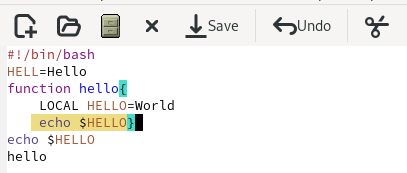 Save Undo
#!/bin/bash
HELL=Hello
function hello{
    LOCAL HELLO=World
    echo $HELLO}
echo $HELLO
hello